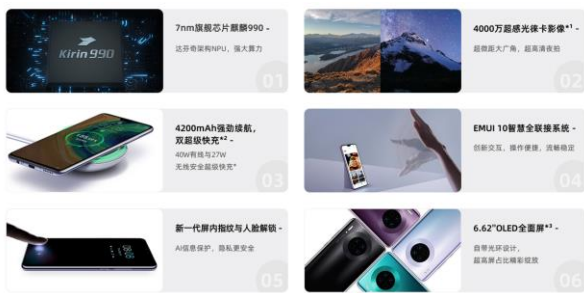 Kirin 990
7nm旗舰芯片麒麟990 -
达芬奇架构NPU，强大算力
01
4000万超感光徕卡影像*¹ -
超微距大广角，超高清夜拍
02
4200mAh强劲续航，
双超级快充*² -
40W有线与27W
无线安全超级快充*
03
EMUI 10智慧全联接系统 -
创新交互，操作便捷，流畅稳定
04
新一代屏内指纹与人脸解锁 -
AI信息保护，隐私更安全
05
08:08
6.62"OLED全面屏*³ -
自带光环设计，
超高屏占比精彩绽放
06